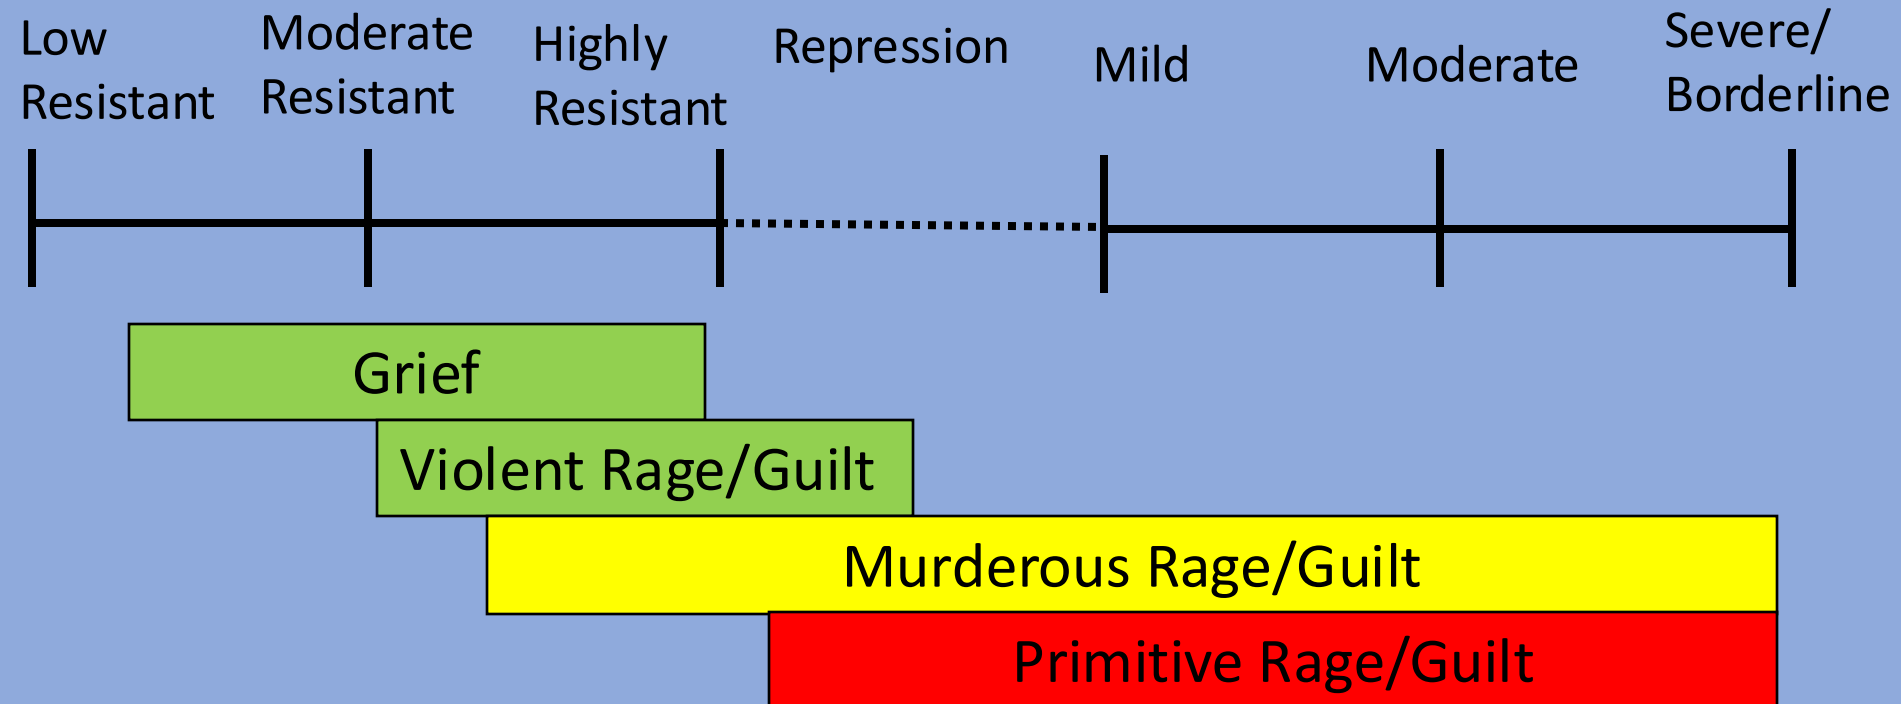 Low
Resistant
Moderate
Resistant
Highly
Resistant
Repression
Mild
Moderate
Severe/
Borderline
Grief
Violent Rage/Guilt
Murderous Rage/Guilt
Primitive Rage/Guilt